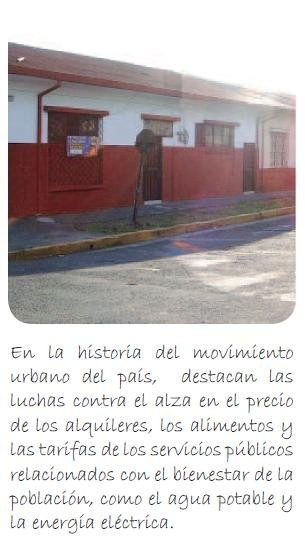 En la historia del movimiento
urbano del país, destacan las
luchas contra el alza en el precio
de los alquileres, los alimentos y
las tarifas de los servicios públicos
relacionados con el bienestar de la
población, como el agua potable y
la energía eléctrica.